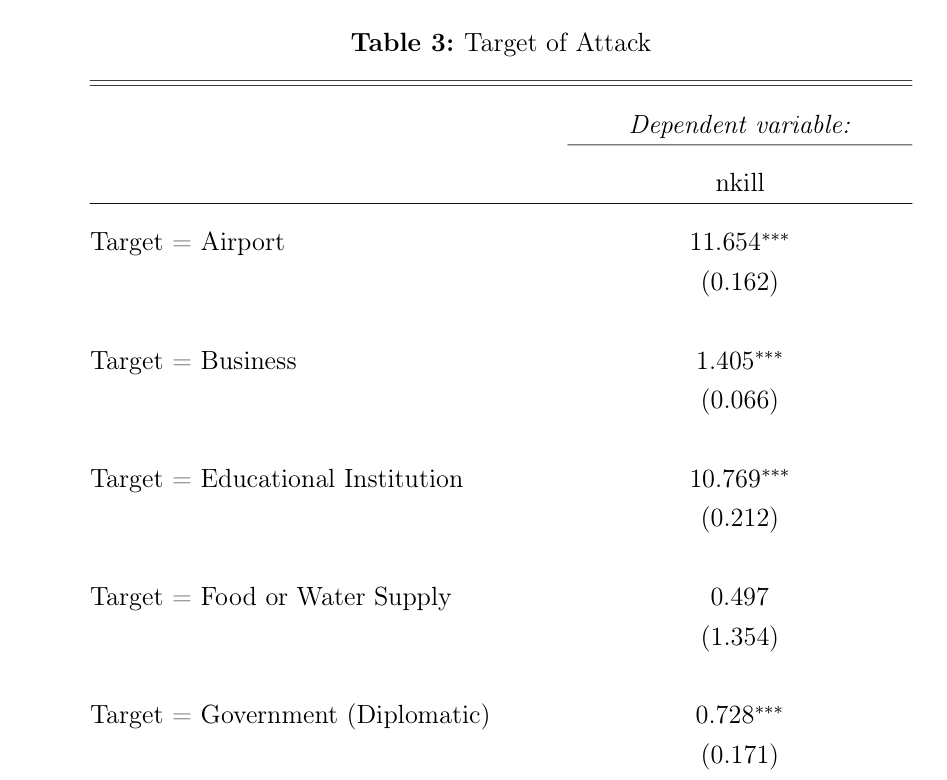 Table 3: Target of Attack
Dependent variable:
nkill
Target = Airport 11.654***
(0.162)
Target = Business 1.405***
(0.066)
Target = Educational Institution 10.769***
(0.212)
Target = Food or Water Supply 0.497
(1.354)
Target = Government (Diplomatic) 0.728***
(0.171)